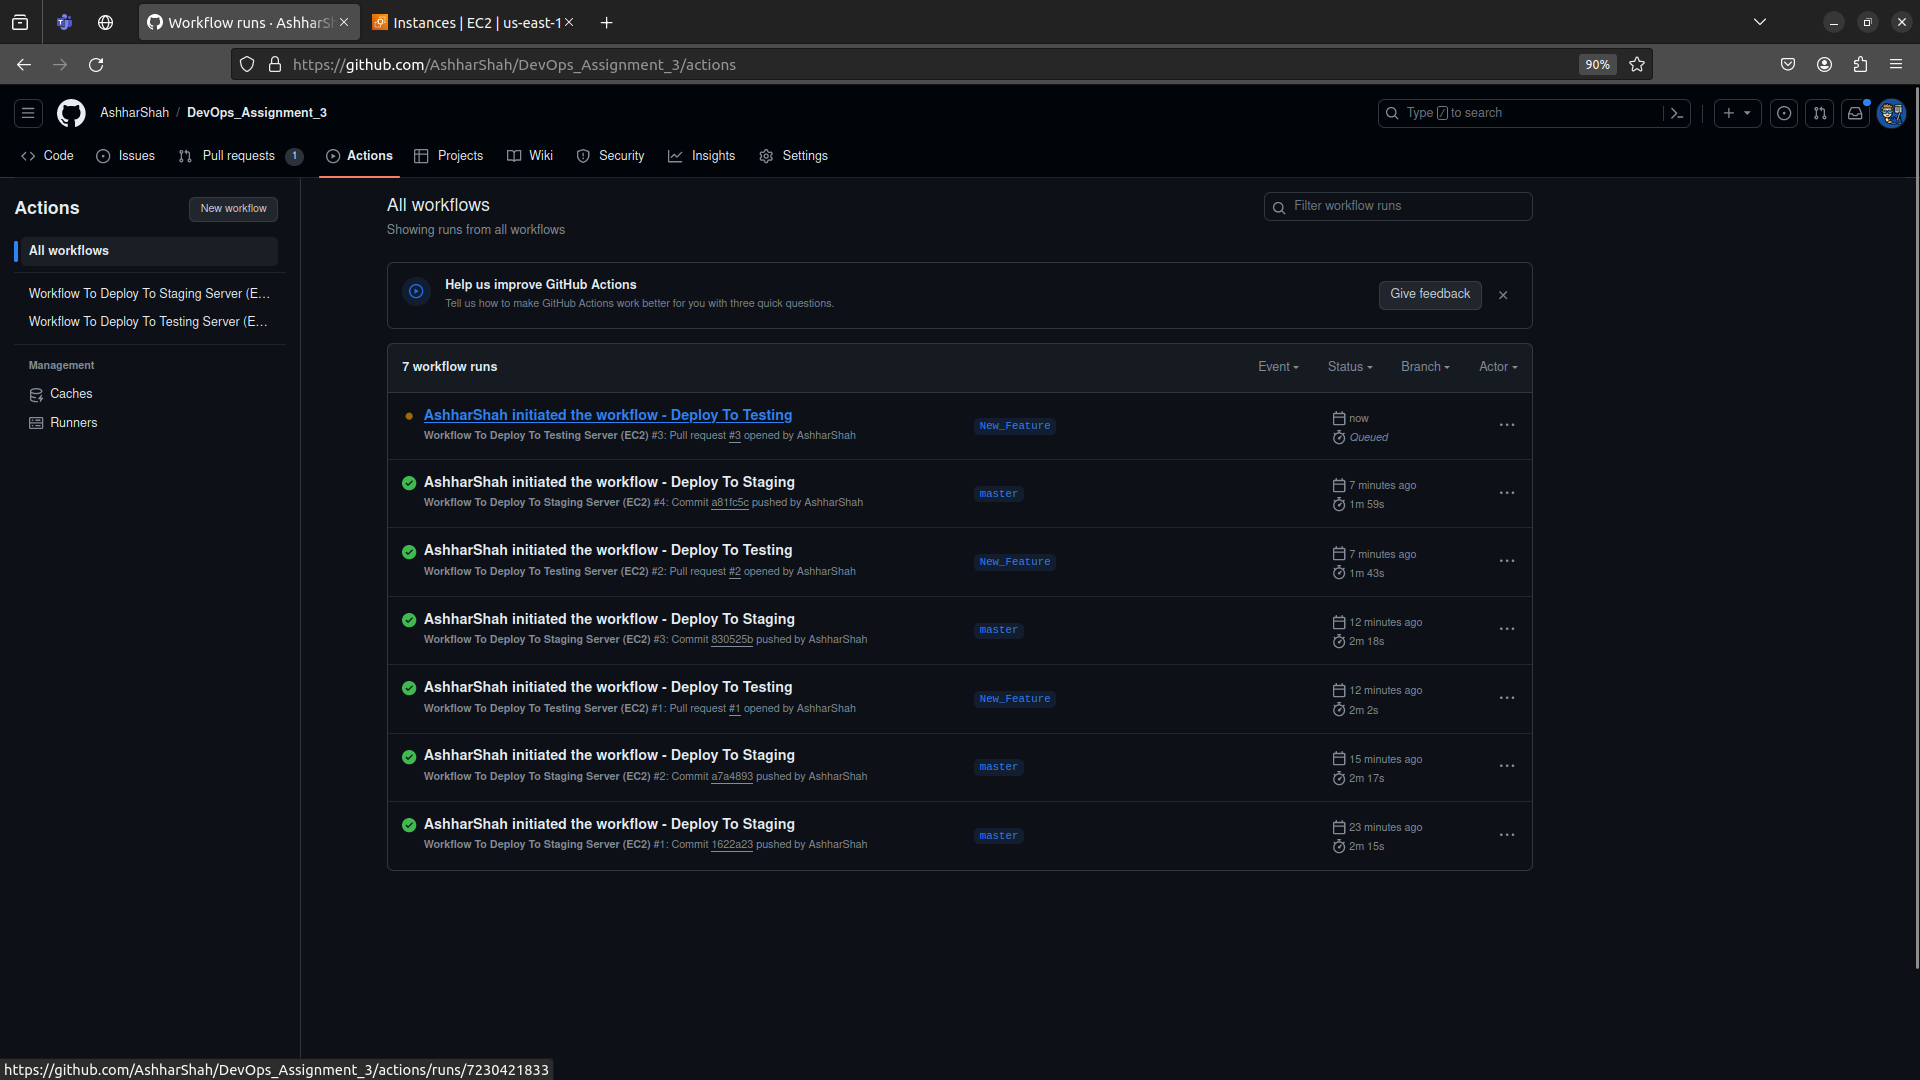 Workflow runs · AshharSh
Instances | EC2 | us-east-1
https://github.com/AshharShah/DevOps_Assignment_3/actions
90%
AshharShah / DevOps_Assignment_3
Type / to search
Code
Issues
Pull requests 1
Actions
Projects
Wiki
Security
Insights
Settings
Actions
New workflow
All workflows
Workflow To Deploy To Staging Server (E...
Workflow To Deploy To Testing Server (E...
Management
Caches
Runners
All workflows
Showing runs from all workflows
Filter workflow runs
Help us improve GitHub Actions
Tell us how to make GitHub Actions work better for you with three quick questions.
Give feedback
7 workflow runs
Event
Status
Branch
Actor
AshharShah initiated the workflow - Deploy To Testing
Workflow To Deploy To Testing Server (EC2) #3: Pull request #3 opened by AshharShah
New_Feature
now
Queued
AshharShah initiated the workflow - Deploy To Staging
Workflow To Deploy To Staging Server (EC2) #4: Commit a81fc5c pushed by AshharShah
master
7 minutes ago
1m 59s
AshharShah initiated the workflow - Deploy To Testing
Workflow To Deploy To Testing Server (EC2) #2: Pull request #2 opened by AshharShah
New_Feature
7 minutes ago
1m 43s
AshharShah initiated the workflow - Deploy To Staging
Workflow To Deploy To Staging Server (EC2) #3: Commit 830525b pushed by AshharShah
master
12 minutes ago
2m 18s
AshharShah initiated the workflow - Deploy To Testing
Workflow To Deploy To Testing Server (EC2) #1: Pull request #1 opened by AshharShah
New_Feature
12 minutes ago
2m 2s
AshharShah initiated the workflow - Deploy To Staging
Workflow To Deploy To Staging Server (EC2) #2: Commit a7a4893 pushed by AshharShah
master
15 minutes ago
2m 17s
AshharShah initiated the workflow - Deploy To Staging
Workflow To Deploy To Staging Server (EC2) #1: Commit 1622a23 pushed by AshharShah
master
23 minutes ago
2m 15s
https://github.com/AshharShah/DevOps_Assignment_3/actions/runs/7230421833